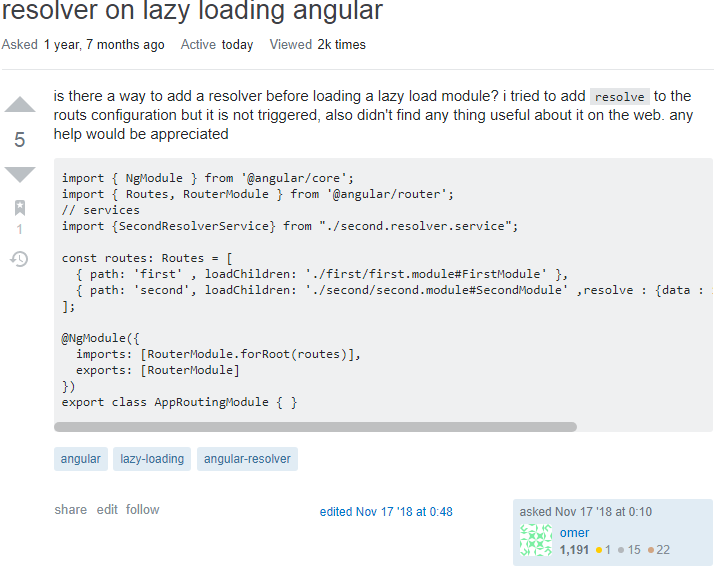 resolver on lazy loading angular
Asked 1 year, 7 months ago Active today Viewed 2k times
is there a way to add a resolver before loading a lazy load module? i tried to add resolve to the
routs configuration but it is not triggered, also didn't find any thing useful about it on the web. any
help would be appreciated
5
1
import { NgModule } from '@angular/core';
import { Routes, RouterModule } from '@angular/router';
// services
import {SecondResolverService} from "./second.resolver.service";
const routes: Routes = [
  { path: 'first' , loadChildren: './first/first.module#FirstModule' },
  { path: 'second', loadChildren: './second/second.module#SecondModule' ,resolve : {data :
];
@NgModule({
  imports: [RouterModule.forRoot(routes)],
  exports: [RouterModule]
})
export class AppRoutingModule { }
angular lazy-loading angular-resolver
share edit follow
edited Nov 17 '18 at 0:48
asked Nov 17 '18 at 0:10
omer
1,191 1 15 22